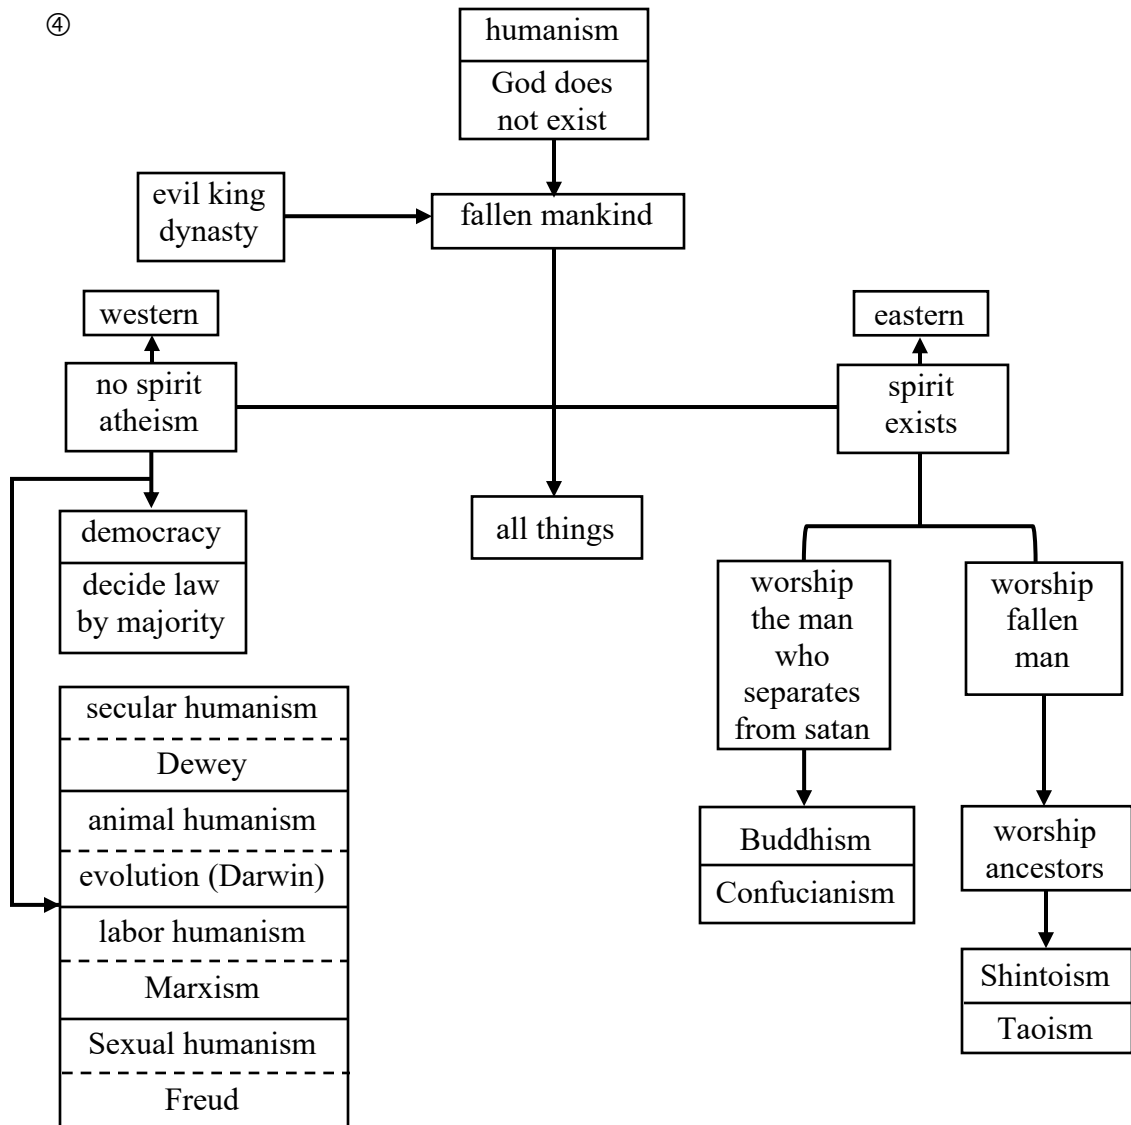 ④
humanism
God does
not exist
evil king
dynasty
fallen mankind
western
eastern
no spirit
atheism
spirit
exists
all things
democracy
decide law
by majority
worship
the man
who
separates
from satan
worship
fallen
man
secular humanism
Dewey
animal humanism
evolution (Darwin)
labor humanism
Marxism
Sexual humanism
Freud
Buddhism
Confucianism
worship
ancestors
Shintoism
Taoism